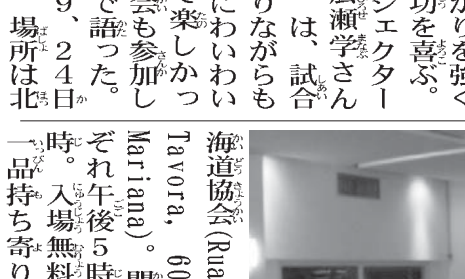 がりを強く
功を喜ぶ。
ジェクター
広瀬学さん
は、試合
りながらも
にわいわい
て楽しかっ
会も参加し
で語った。
9、24日
場所は北
海道協会(Rua
Tavora, 60
Mariana)。開
ぞれ午後5時
時。入場無料
一品持ち寄り